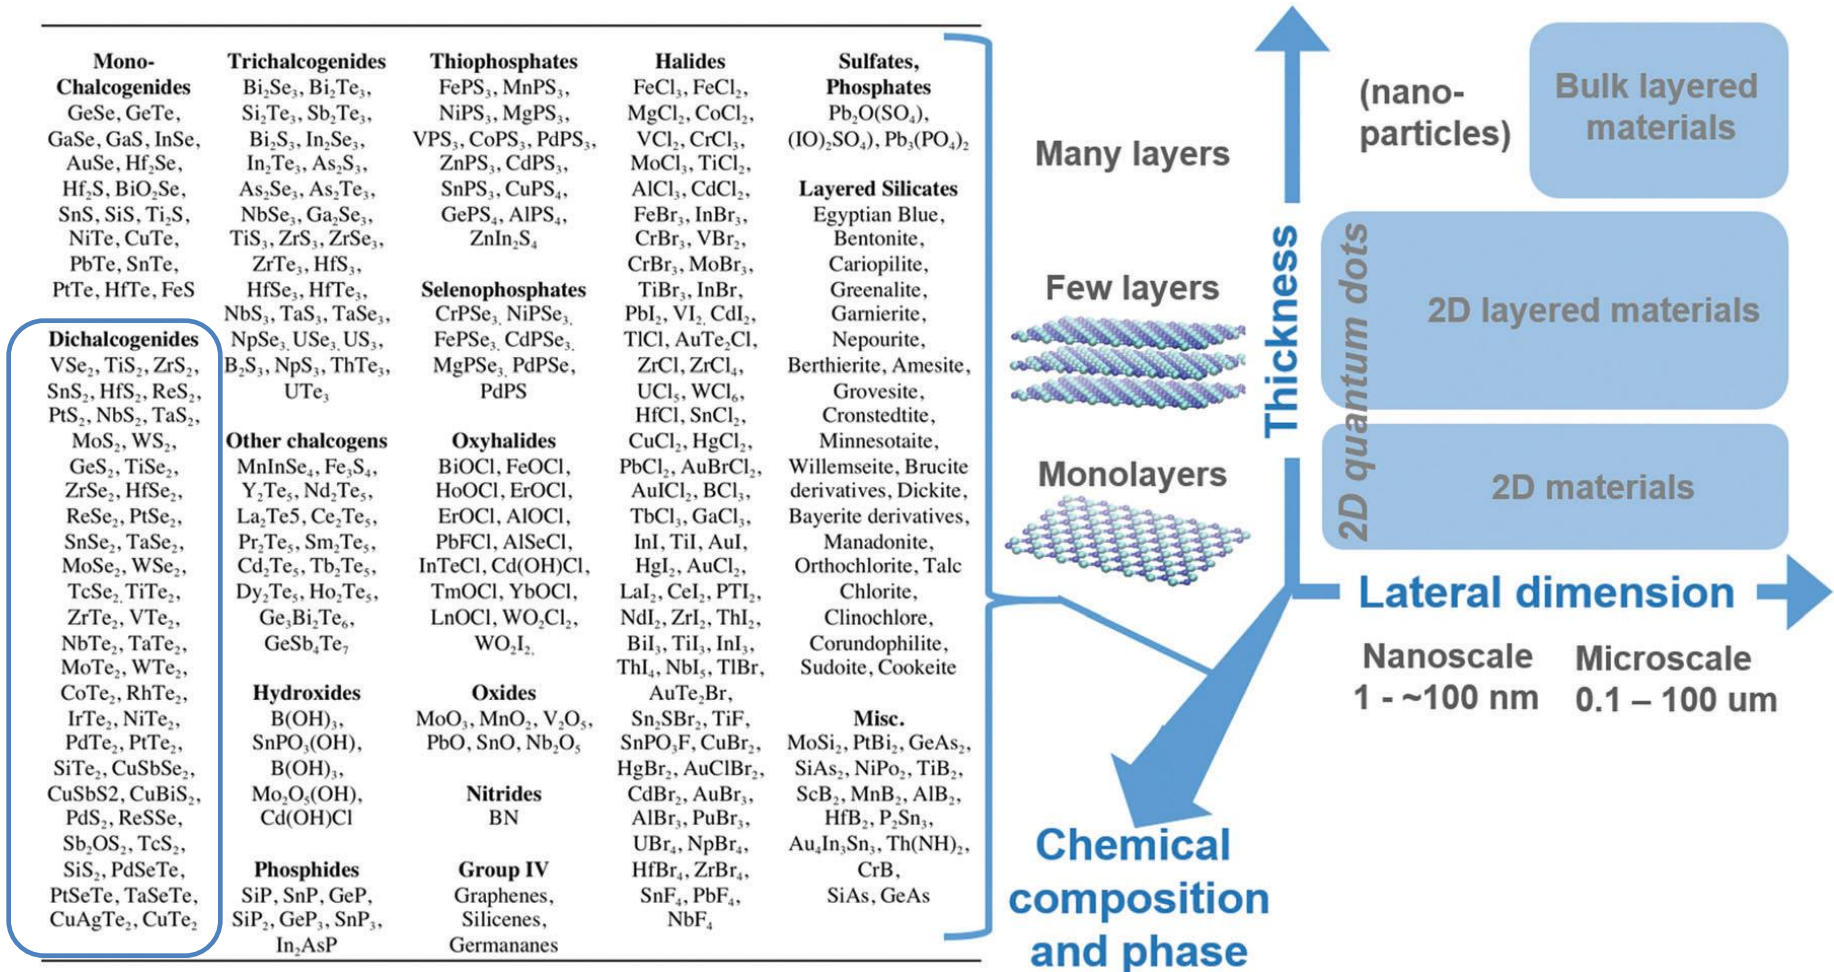 Mono-
Chalcogenides
GeSe, GeTe,
GaSe, GaS, InSe,
AuSe, Hf₂Se,
Hf₂S, BiO₂Se,
SnS, SiS, Ti₂S,
NiTe, CuTe,
PbTe, SnTe,
PtTe, HfTe, FeS
Dichalcogenides
VSe₂, TiS₂, ZrS₂,
SnS₂, HfS₂, ReS₂,
PtS₂, NbS₂, TaS₂,
MoS₂, WS₂,
GeS₂, TiSe₂,
ZrSe₂, HfSe₂,
ReSe₂, PtSe₂,
SnSe₂, TaSe₂,
MoSe₂, WSe₂,
TcSe₂, TiTe₂,
ZrTe₂, VTe₂,
NbTe₂, TaTe₂,
MoTe₂, WTe₂,
CoTe₂, RhTe₂,
IrTe₂, NiTe₂,
PdTe₂, PtTe₂,
SiTe₂, CuSbSe₂,
CuSbS2, CuBiS₂,
PdS₂, ReSSe,
Sb₂OS₂, TcS₂,
SiS₂, PdSeTe,
PtSeTe, TaSeTe,
CuAgTe₂, CuTe₂
Trichalcogenides
Bi₂Se₃, Bi₂Te₃,
Si₂Te₃, Sb₂Te₃,
Bi₂S₃, In₂Se₃,
In₂Te₃, As₂S₃,
As₂Se₃, As₂Te₃,
NbSe₃, Ga₂Se₃,
TiS₃, ZrS₃, ZrSe₃,
ZrTe₃, HfS₃,
HfSe₃, HfTe₃,
NbS₃, TaS₃, TaSe₃,
NpSe₃, USe₃, US₃,
B₂S₃, NpS₃, ThTe₃,
UTe₃
Other chalcogens
MnInSe₄, Fe₃S₄,
Y₂Te₅, Nd₂Te₅,
La₂Te5, Ce₂Te₅,
Pr₂Te₅, Sm₂Te₅,
Cd₂Te₅, Tb₂Te₅,
Dy₂Te₅, Ho₂Te₅,
Ge₃Bi₂Te₆,
GeSb₄Te₇
Hydroxides
B(OH)₃,
SnPO₃(OH),
B(OH)₃,
Mo₂O₅(OH),
Cd(OH)Cl
Phosphides
SiP, SnP, GeP,
SiP₂, GeP₃, SnP₃,
In₂AsP
Thiophosphates
FePS₃, MnPS₃,
NiPS₃, MgPS₃,
VPS₃, CoPS₃, PdPS₃,
ZnPS₃, CdPS₃,
SnPS₃, CuPS₄,
GePS₄, AlPS₄,
ZnIn₂S₄
Selenophosphates
CrPSe₃, NiPSe₃,
FePSe₃, CdPSe₃,
MgPSe₃, PdPSe,
PdPS
Oxyhalides
BiOCl, FeOCl,
HoOCl, ErOCl,
ErOCl, AlOCl,
PbFCl, AlSeCl,
InTeCl, Cd(OH)Cl,
TmOCl, YbOCl,
LnOCl, WO₂Cl₂,
WO₂I₂,
Oxides
MoO₃, MnO₂, V₂O₅,
PbO, SnO, Nb₂O₅
Nitrides
BN
Group IV
Graphenes,
Silicenes,
Germananes
Halides
FeCl₃, FeCl₂,
MgCl₂, CoCl₂,
VCl₂, CrCl₃,
MoCl₃, TiCl₂,
AlCl₃, CdCl₂,
FeBr₃, InBr₃,
CrBr₃, VBr₂,
CrBr₃, MoBr₃,
TiBr₃, InBr,
PbI₂, VI₂, CdI₂,
TlCl, AuTe₂Cl,
ZrCl, ZrCl₄,
UCl₅, WCl₆,
HfCl, SnCl₂,
CuCl₂, HgCl₂,
PbCl₂, AuBrCl₂,
AuICl₂, BCl₃,
TbCl₃, GaCl₃,
InI, TiI, AuI,
HgI₂, AuCl₂,
LaI₂, CeI₂, PTI₂,
NdI₂, ZrI₂, ThI₂,
BiI₃, TiI₃, InI₃,
ThI₄, NbI₅, TlBr,
AuTe₂Br,
Sn₂SBr₂, TiF,
SnPO₃F, CuBr₂,
HgBr₂, AuClBr₂,
CdBr₂, AuBr₃,
AlBr₃, PuBr₃,
UBr₄, NpBr₄,
HfBr₄, ZrBr₄,
SnF₄, PbF₄,
NbF₄
Sulfates,
Phosphates
Pb₂O(SO₄),
(IO)₂SO₄), Pb₃(PO₄)₂
Layered Silicates
Egyptian Blue,
Bentonite,
Cariopilite,
Greenalite,
Garnierite,
Nepourite,
Berthierite, Amesite,
Grovesite,
Cronstedtite,
Minnesotaite,
Willemseite, Brucite
derivatives, Dickite,
Bayerite derivatives,
Manadonite,
Orthochlorite, Talc
Chlorite,
Clinochlore,
Corundophilite,
Sudoite, Cookeite
Misc.
MoSi₂, PtBi₂, GeAs₂,
SiAs₂, NiPo₂, TiB₂,
ScB₂, MnB₂, AlB₂,
HfB₂, P₂Sn₃,
Au₄In₃Sn₃, Th(NH)₂,
CrB,
SiAs, GeAs
Many layers
Few layers
Monolayers
Thickness
(nano-
particles)
Bulk layered
materials
2D quantum dots
2D layered materials
2D materials
Lateral dimension
Nanoscale
1 - ~100 nm
Microscale
0.1 – 100 um
Chemical
composition
and phase